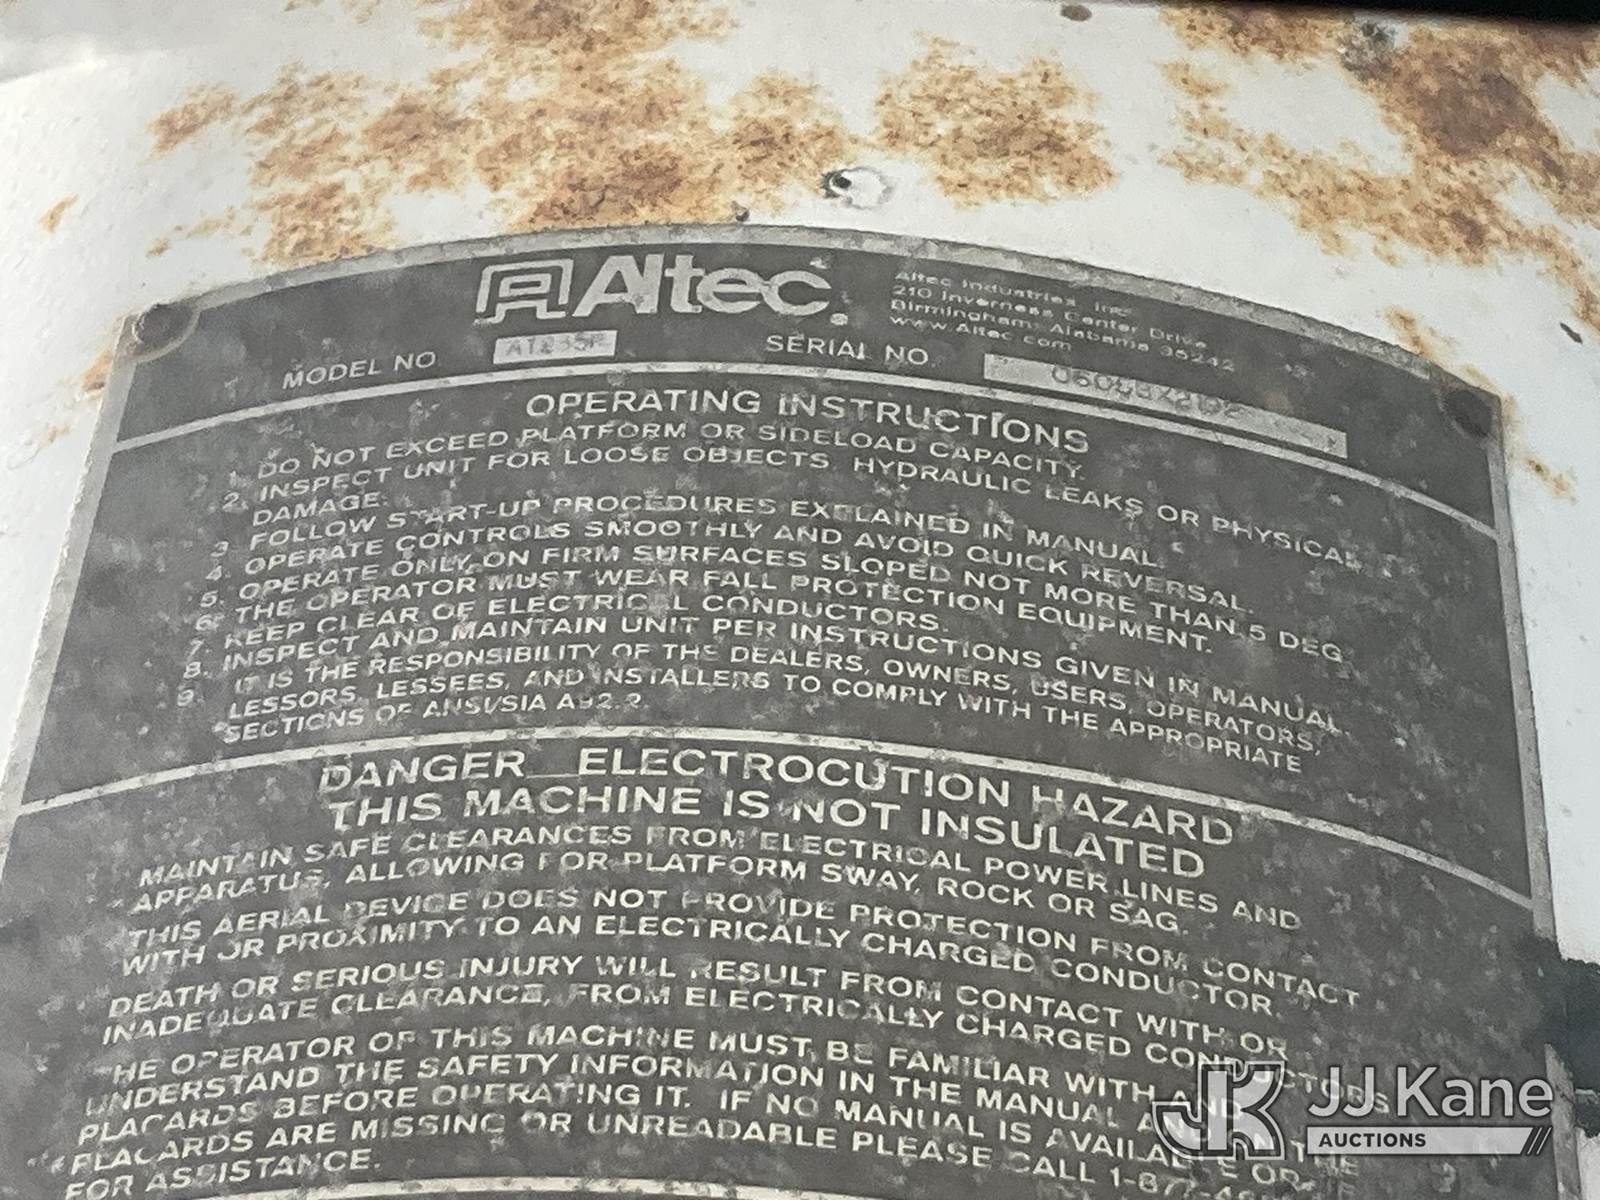 Altec
Altec Industries, Inc.
210 Inverness Center Drive
Birmingham, Alabama 35242
www.Altec.com
MODEL NO
SERIAL NO.
OPERATING INSTRUCTIONS
1. DO NOT EXCEED PLATFORM OR SIDELOAD CAPACITY.
2. INSPECT UNIT FOR LOOSE OBJECTS, HYDRAULIC LEAKS OR PHYSICAL
DAMAGE.
3. FOLLOW START-UP PROCEDURES EXPLAINED IN MANUAL.
4. OPERATE CONTROLS SMOOTHLY AND AVOID QUICK REVERSAL.
5. OPERATE ONLY ON FIRM SURFACES SLOPED NOT MORE THAN 5 DEG.
6. THE OPERATOR MUST WEAR FALL PROTECTION EQUIPMENT.
7. KEEP CLEAR OF ELECTRICAL CONDUCTORS.
8. INSPECT AND MAINTAIN UNIT PER INSTRUCTIONS GIVEN IN MANUAL.
9. IT IS THE RESPONSIBILITY OF THE DEALERS, OWNERS, USERS, OPERATORS,
LESSORS, LESSEES, AND INSTALLERS TO COMPLY WITH THE APPROPRIATE
SECTIONS OF ANSI/SIA A92.2.
DANGER ELECTROCUTION HAZARD
THIS MACHINE IS NOT INSULATED
MAINTAIN SAFE CLEARANCES FROM ELECTRICAL POWER LINES AND
APPARATUS, ALLOWING FOR PLATFORM SWAY, ROCK OR SAG.
THIS AERIAL DEVICE DOES NOT PROVIDE PROTECTION FROM CONTACT
WITH OR PROXIMITY TO AN ELECTRICALLY CHARGED CONDUCTOR.
DEATH OR SERIOUS INJURY WILL RESULT FROM CONTACT WITH OR
INADEQUATE CLEARANCE, FROM ELECTRICALLY CHARGED CONDUCTORS
THE OPERATOR OF THIS MACHINE MUST BE FAMILIAR WITH AND
UNDERSTAND THE SAFETY INFORMATION IN THE MANUAL AND ON THE
PLACARDS BEFORE OPERATING IT. IF NO MANUAL IS AVAILABLE OR
PLACARDS ARE MISSING OR UNREADABLE PLEASE CALL 1-877-
FOR ASSISTANCE.
JK JJ Kane
AUCTIONS